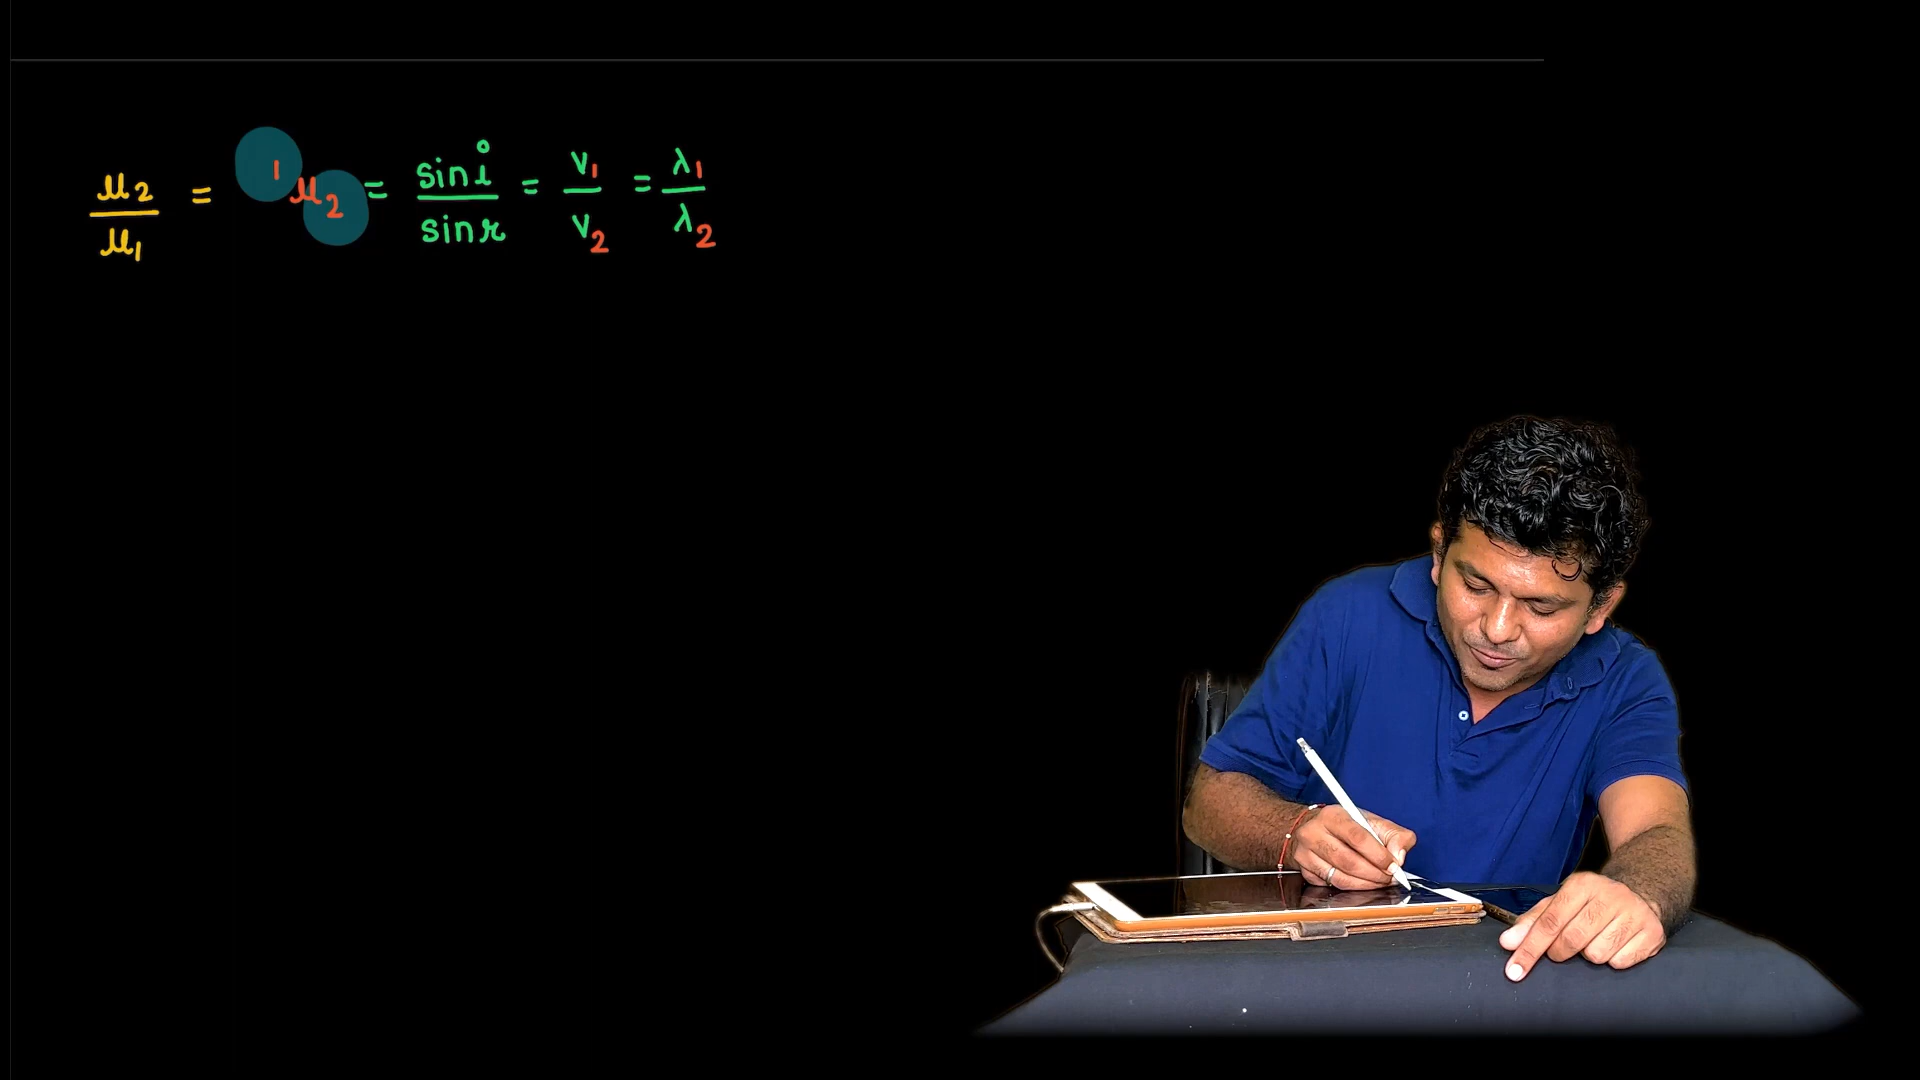 μ2/μ1 = ¹μ₂ = sin i/sin r = v₁/v₂ = λ₁/λ₂